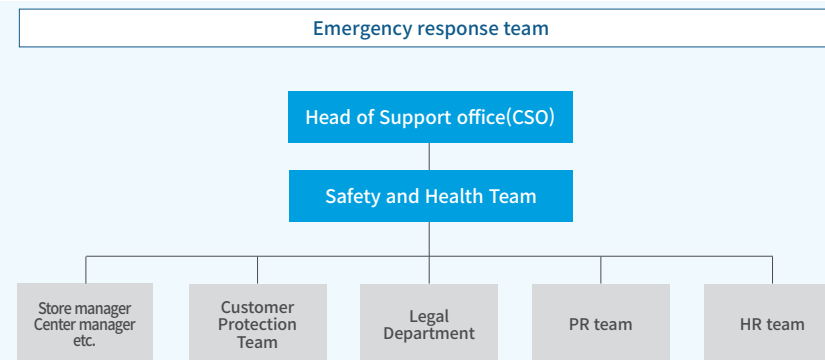 Emergency response team
Head of Support office(CSO)
Safety and Health Team
Store manager
Center manager
etc.
Customer
Protection
Team
Legal
Department
PR team
HR team